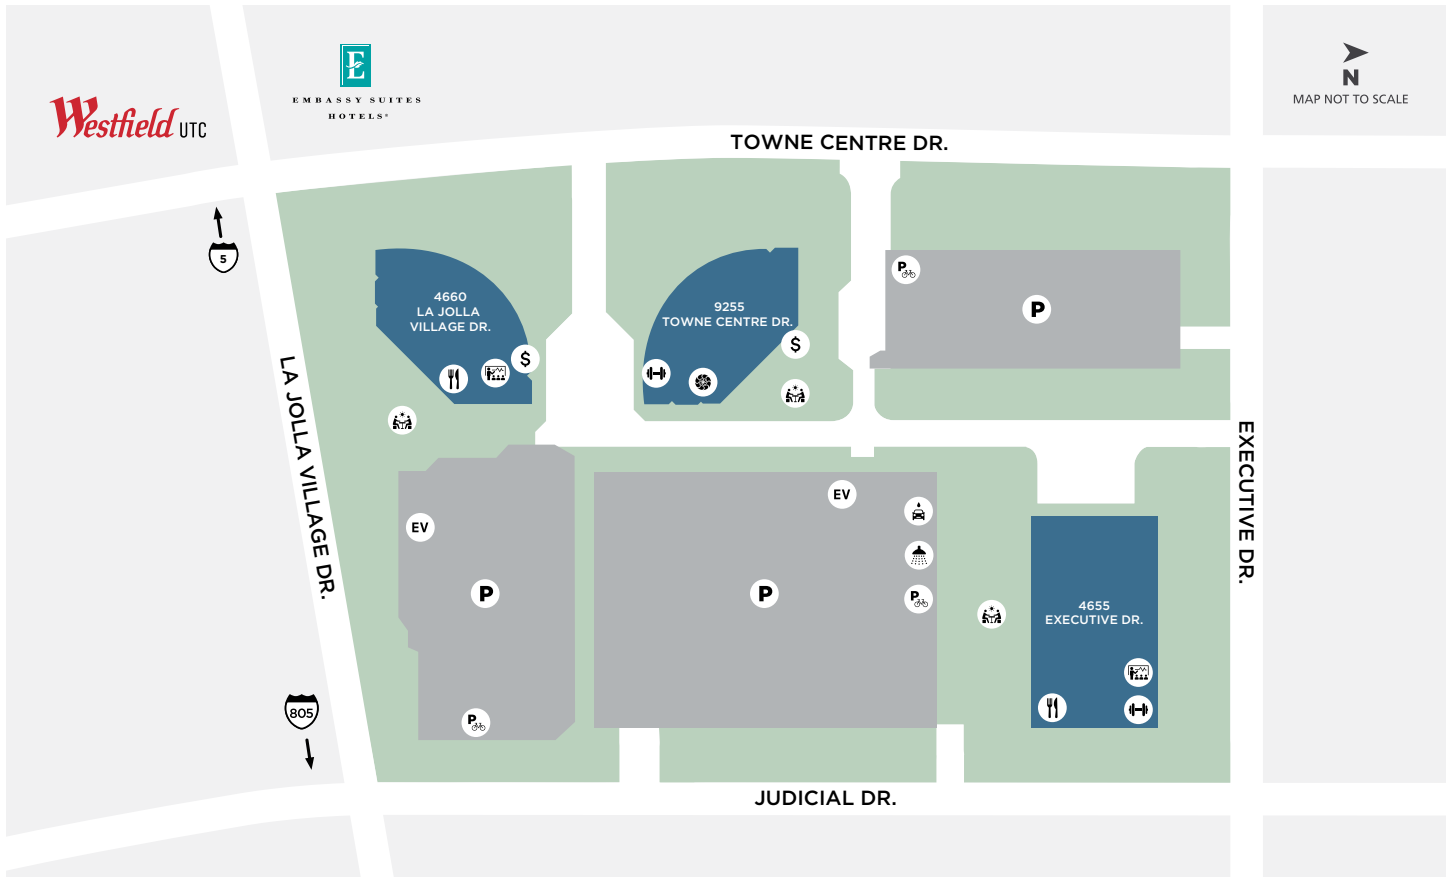 Westfield UTC
E
EMBASSY SUITES
HOTELS®
N
MAP NOT TO SCALE
TOWNE CENTRE DR.
5
4660
LA JOLLA
VILLAGE DR.
$
9255
TOWNE CENTRE DR.
$
P
P
LA JOLLA VILLAGE DR.
EXECUTIVE DR.
EV
P
P
EV
P
P
4655
EXECUTIVE DR.
805
JUDICIAL DR.